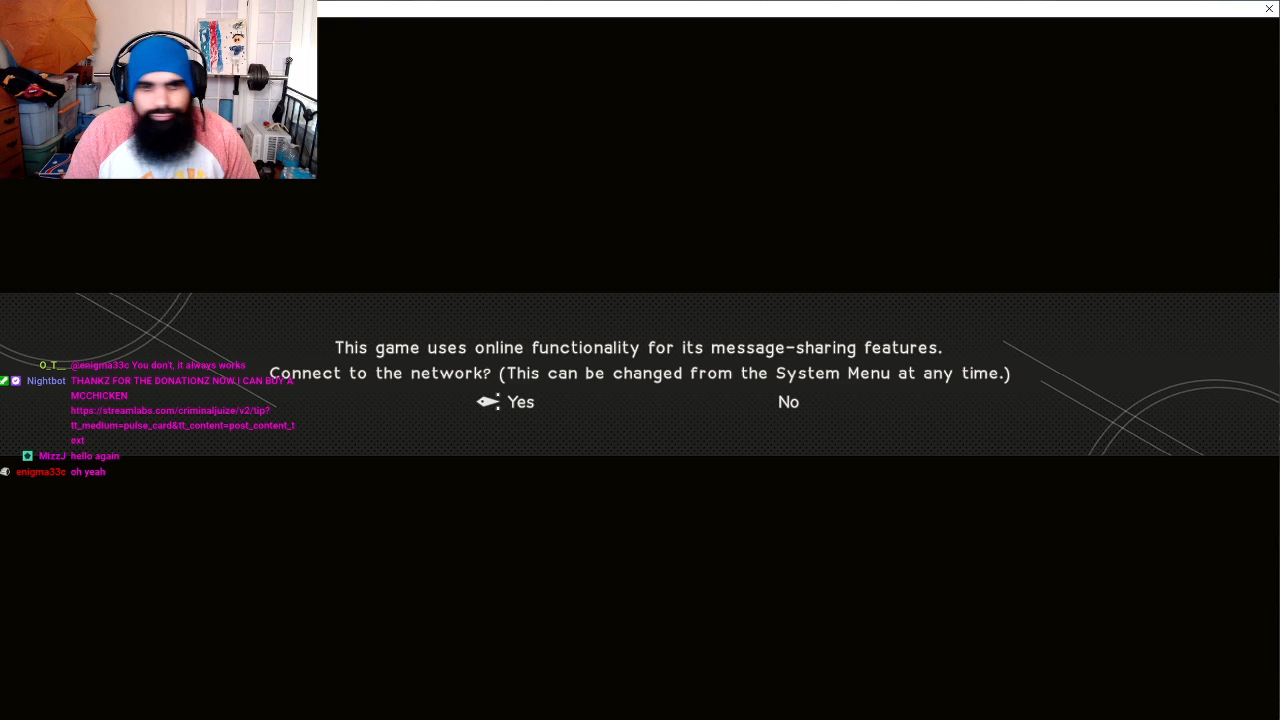 This game uses online functionality for its message-sharing features.
Connect to the network? (This can be changed from the System Menu at any time.)
Yes No
O_T__ @enigma33c You don't, it always works
Nightbot THANKZ FOR THE DONATIONZ NOW I CAN BUY A
MCCHICKEN
https://streamlabs.com/criminaljuize/v2/tip?
tt_medium=pulse_card&tt_content=post_content_t
ext
MizzJ hello again
enigma33c oh yeah